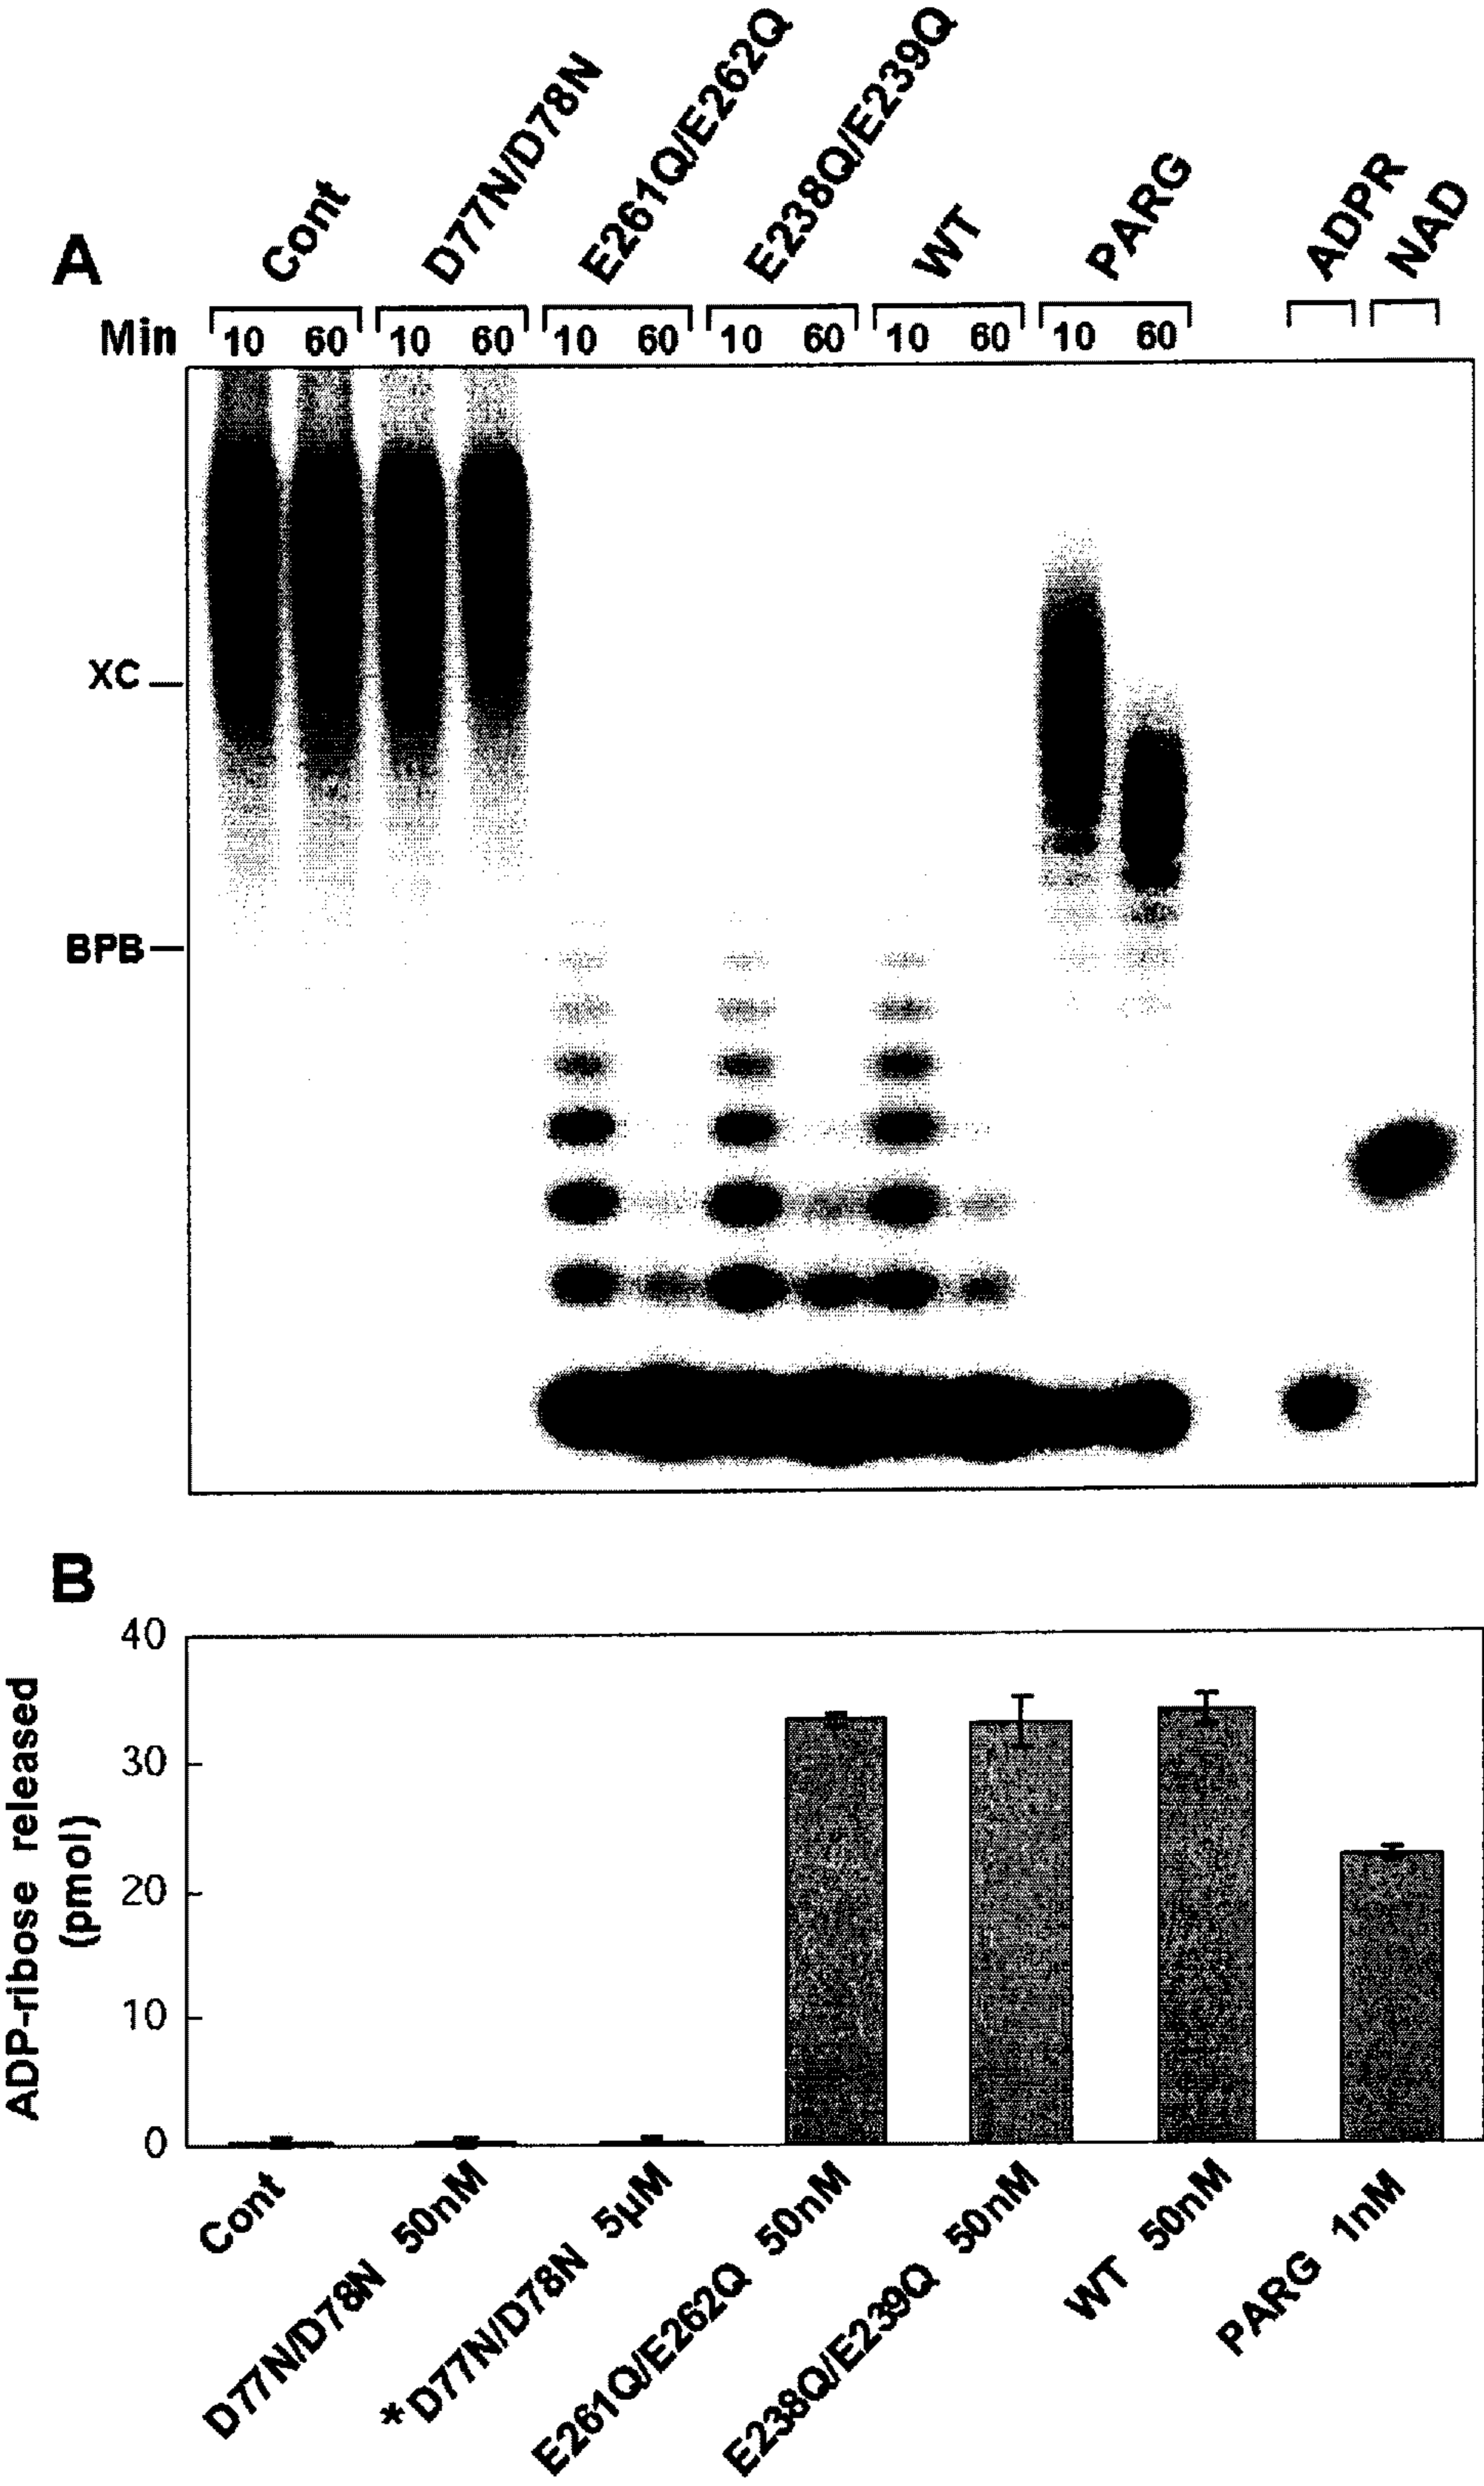 A
Cont
D77N/D78N
E261Q/E262Q
E238Q/E239Q
WT
PARG
ADPR
NAD
Min 10 60 10 60 10 60 10 60 10 60 10 60
XC
BPB
B
ADP-ribose released
(pmol)
40
30
20
10
0
Cont
D77N/D78N 50nM
*D77N/D78N 5µM
E261Q/E262Q 50nM
E238Q/E239Q 50nM
WT 50nM
PARG 1nM